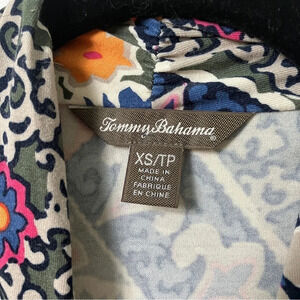 Tommy Bahama®
XS/TP
MADE IN
CHINA
FABRIQUÉ
EN CHINE